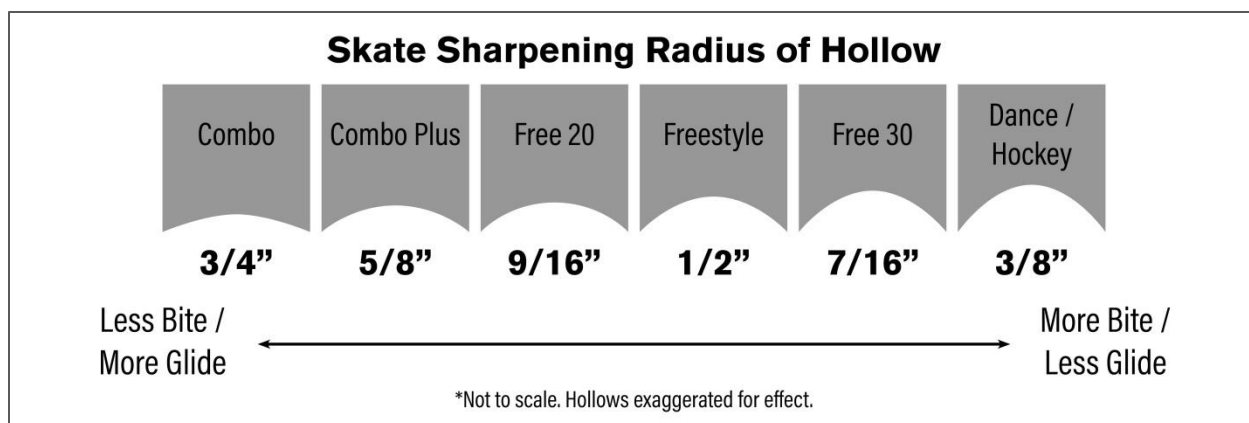 Skate Sharpening Radius of Hollow
Combo
Combo Plus
Free 20
Freestyle
Free 30
Dance /
Hockey
3/4”
5/8”
9/16”
1/2”
7/16”
3/8”
Less Bite /
More Glide
More Bite /
Less Glide
*Not to scale. Hollows exaggerated for effect.